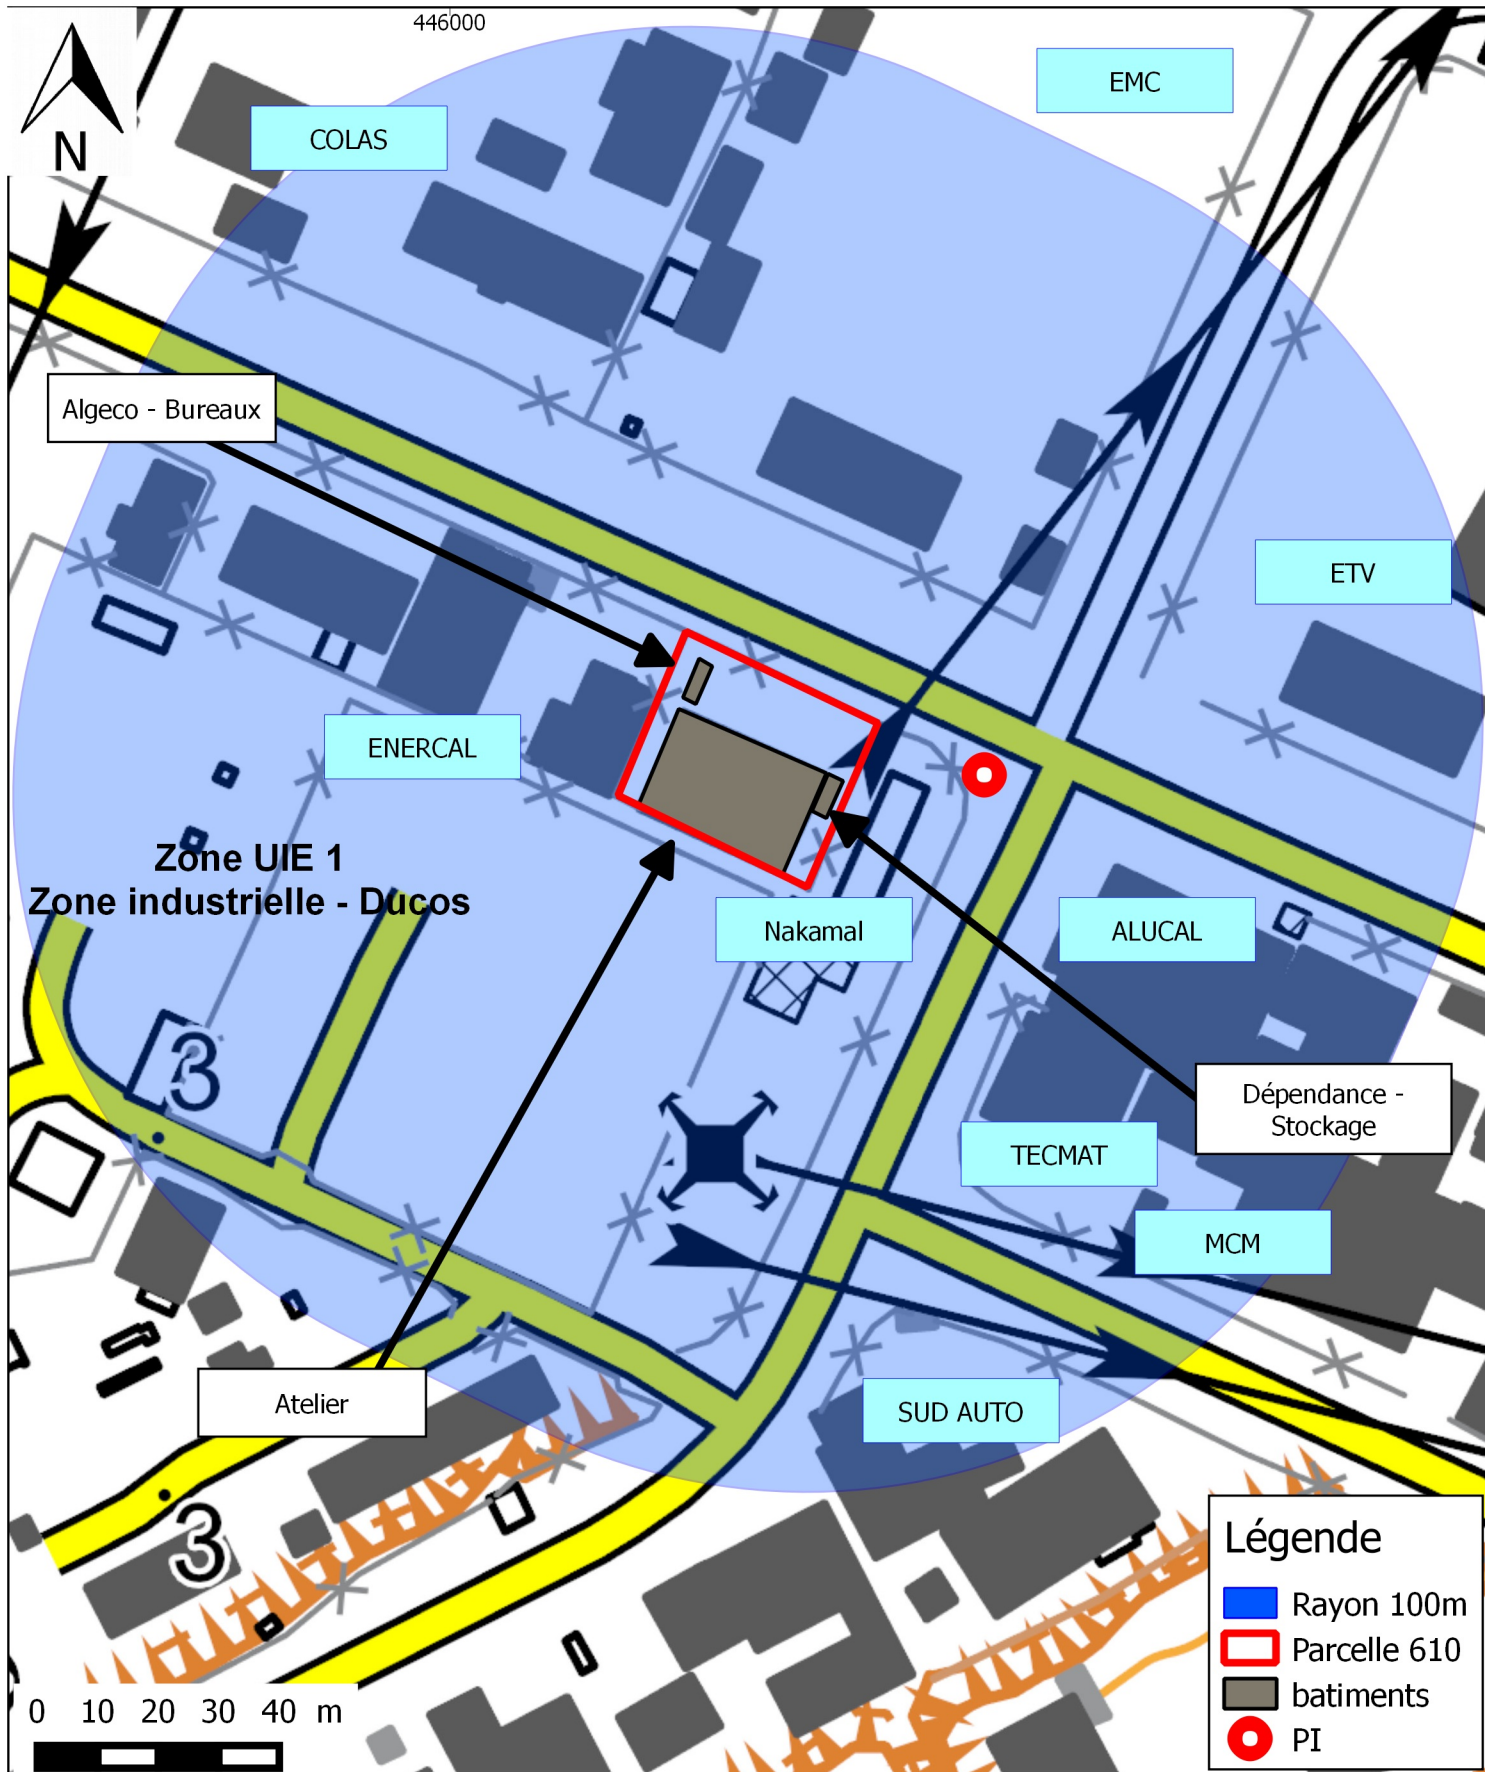 446000
N
COLAS
EMC
Algeco - Bureaux
ETV
ENERCAL
Zone UIE 1
Zone industrielle - Ducos
Nakamal
ALUCAL
3
Dépendance -
Stockage
TECMAT
MCM
Atelier
SUD AUTO
3
Légende
Rayon 100m
Parcelle 610
batiments
PI
0 10 20 30 40 m